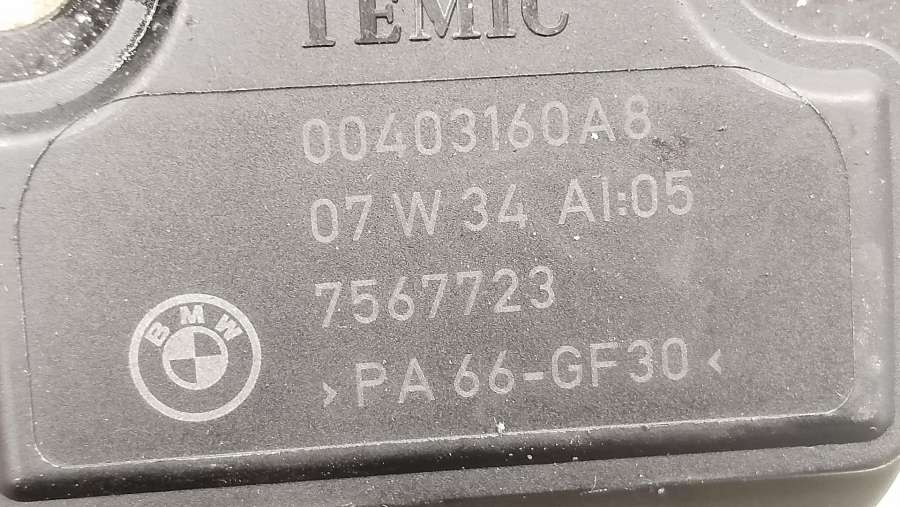 TEMIC
00403160A8
07 W 34 AI:05
7567723
BMW
>PA 66-GF30<